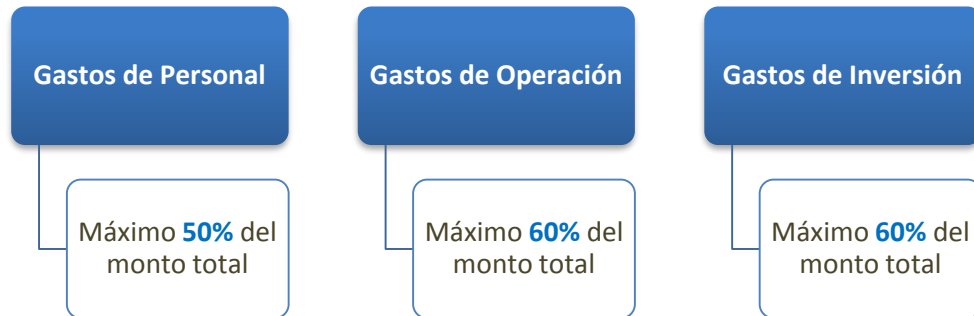 Gastos de Personal
Máximo 50% del
monto total
Gastos de Operación
Máximo 60% del
monto total
Gastos de Inversión
Máximo 60% del
monto total